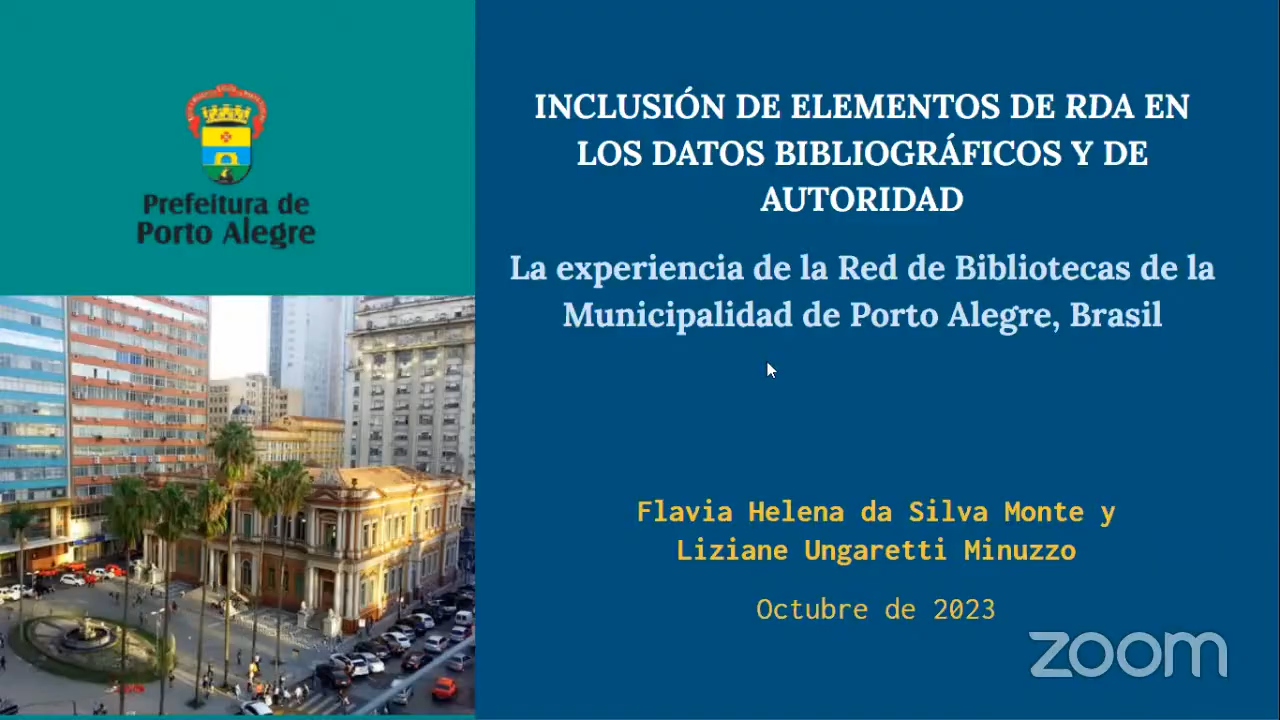 Prefeitura de
Porto Alegre
INCLUSIÓN DE ELEMENTOS DE RDA EN
LOS DATOS BIBLIOGRÁFICOS Y DE
AUTORIDAD
La experiencia de la Red de Bibliotecas de la
Municipalidad de Porto Alegre, Brasil
Flavia Helena da Silva Monte y
Liziane Ungaretti Minuzzo
Octubre de 2023
zoom